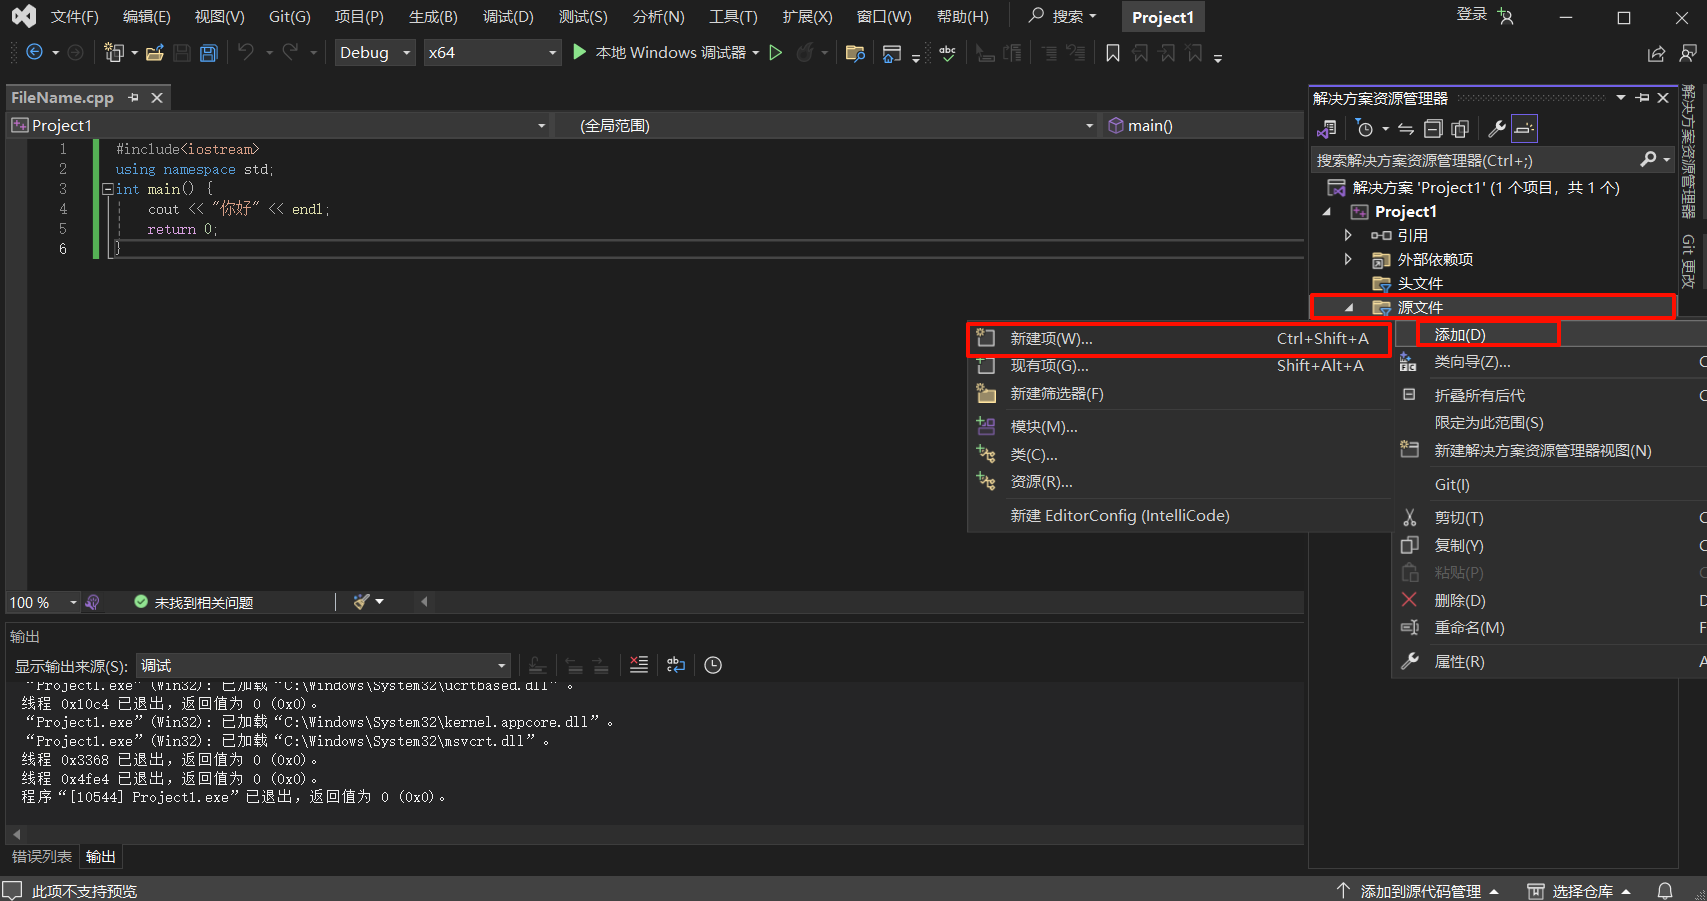 文件(F) 编辑(E) 视图(V) Git(G) 项目(P) 生成(B) 调试(D) 测试(S) 分析(N) 工具(T) 扩展(X) 窗口(W) 帮助(H) 搜索 Project1 登录
Debug x64 本地 Windows 调试器
FileName.cpp
Project1 (全局范围) main()
1 #include<iostream>
2 using namespace std;
3 int main() {
4 cout << "你好" << endl;
5 return 0;
6 }
100 % 未找到相关问题
输出
显示输出来源(S): 调试
“Project1.exe” (Win32): 已加载 “C:\Windows\System32\ucrtbased.dll”。
线程 0x10c4 已退出，返回值为 0 (0x0)。
“Project1.exe” (Win32): 已加载 “C:\Windows\System32\kernel.appcore.dll”。
“Project1.exe” (Win32): 已加载 “C:\Windows\System32\msvcrt.dll”。
线程 0x3368 已退出，返回值为 0 (0x0)。
线程 0x4fe4 已退出，返回值为 0 (0x0)。
程序 “[10544] Project1.exe” 已退出，返回值为 0 (0x0)。
错误列表 输出
解决方案资源管理器
搜索解决方案资源管理器(Ctrl+;)
解决方案 'Project1' (1 个项目，共 1 个)
Project1
引用
外部依赖项
头文件
源文件
新建项(W)... Ctrl+Shift+A
现有项(G)... Shift+Alt+A
新建筛选器(F)
模块(M)...
类(C)...
资源(R)...
新建 EditorConfig (IntelliCode)
添加(D)
类向导(Z)... C
折叠所有后代 C
限定为此范围(S)
新建解决方案资源管理器视图(N)
Git(I)
剪切(T) C
复制(Y) C
粘贴(P) C
删除(D) D
重命名(M) F
属性(R) A
解决方案资源管理器
Git 更改
此项不支持预览 添加到源代码管理 选择仓库